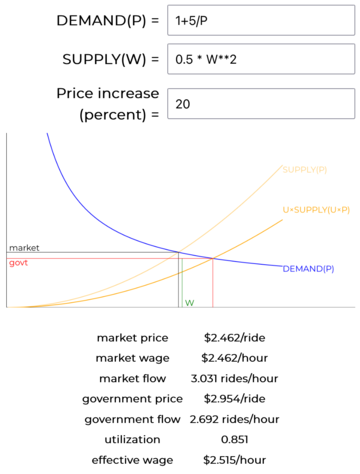 DEMAND(P) = 1+5/P
SUPPLY(W) = 0.5 * W**2
Price increase
(percent) = 20
SUPPLY(P)
U*SUPPLY(U*P)
market
govt
DEMAND(P)
W
market price $2.462/ride
market wage $2.462/hour
market flow 3.031 rides/hour
government price $2.954/ride
government flow 2.692 rides/hour
utilization 0.851
effective wage $2.515/hour